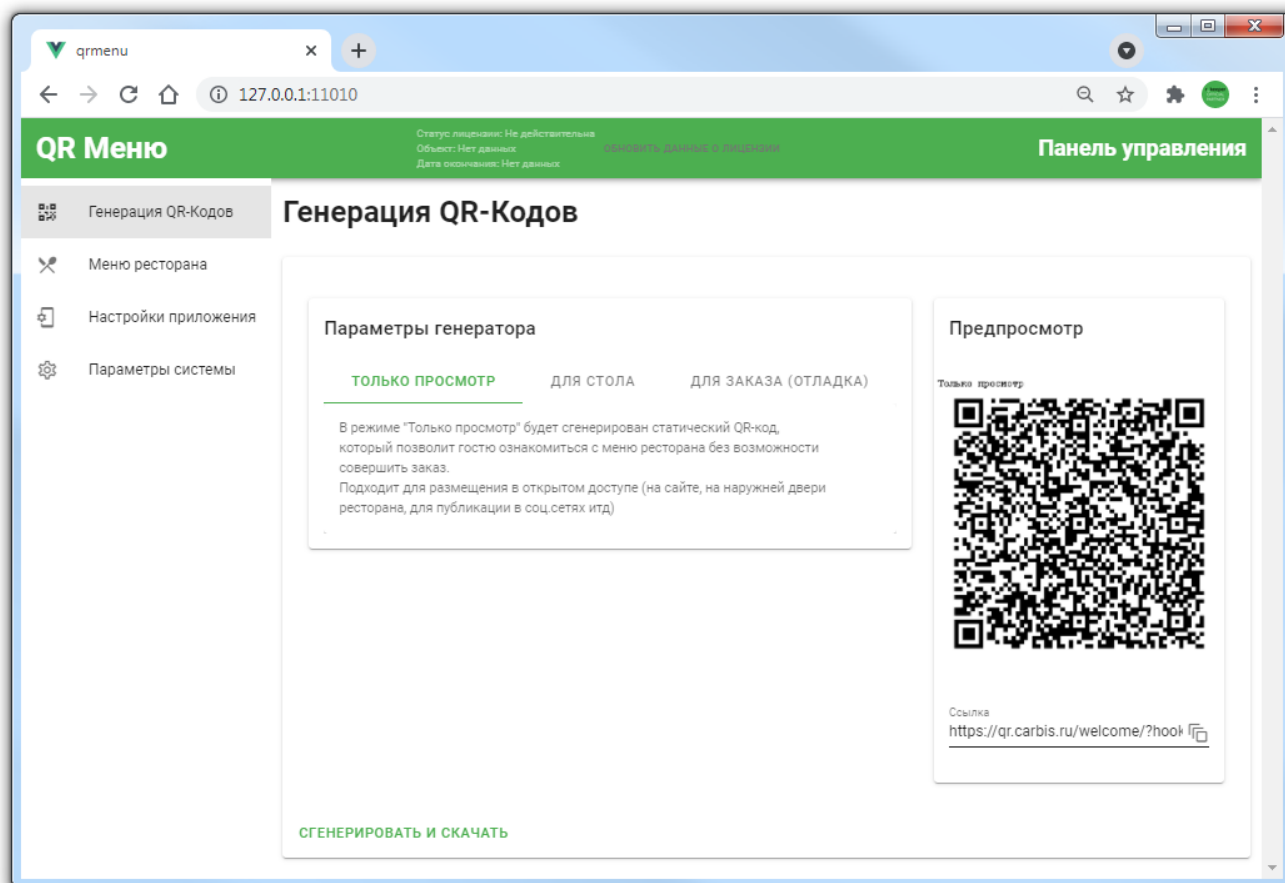 qrmenu
127.0.0.1:11010
QR Меню
Статус лицензии: Не действительна
Объект: Нет данных
Дата окончания: Нет данных
ОБНОВИТЬ ДАННЫЕ О ЛИЦЕНЗИИ
Панель управления
Генерация QR-Кодов
Меню ресторана
Настройки приложения
Параметры системы
Генерация QR-Кодов
Параметры генератора
ТОЛЬКО ПРОСМОТР
ДЛЯ СТОЛА
ДЛЯ ЗАКАЗА (ОТЛАДКА)
В режиме "Только просмотр" будет сгенерирован статический QR-код,
который позволит гостю ознакомиться с меню ресторана без возможности
совершить заказ.
Подходит для размещения в открытом доступе (на сайте, на наружней двери
ресторана, для публикации в соц.сетях итд)
Предпросмотр
Только просмотр
Ссылка
https://qr.carbis.ru/welcome/?hook
СГЕНЕРИРОВАТЬ И СКАЧАТЬ